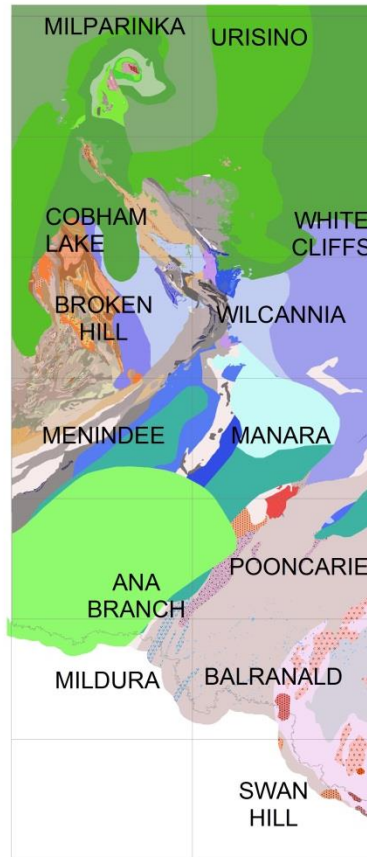 MILPARINKA
URISINO
COBHAM
LAKE
WHITE
CLIFFS
BROKEN
HILL
WILCANNIA
MENINDEE
MANARA
POONCARIE
ANA
BRANCH
MILDURA
BALRANALD
SWAN
HILL